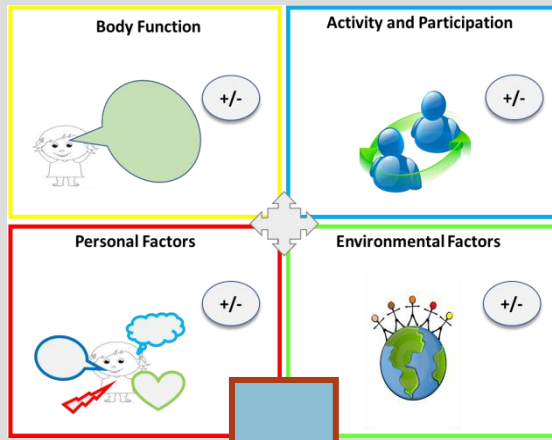 Body Function
+/-
Activity and Participation
+/-
Personal Factors
+/-
Environmental Factors
+/-